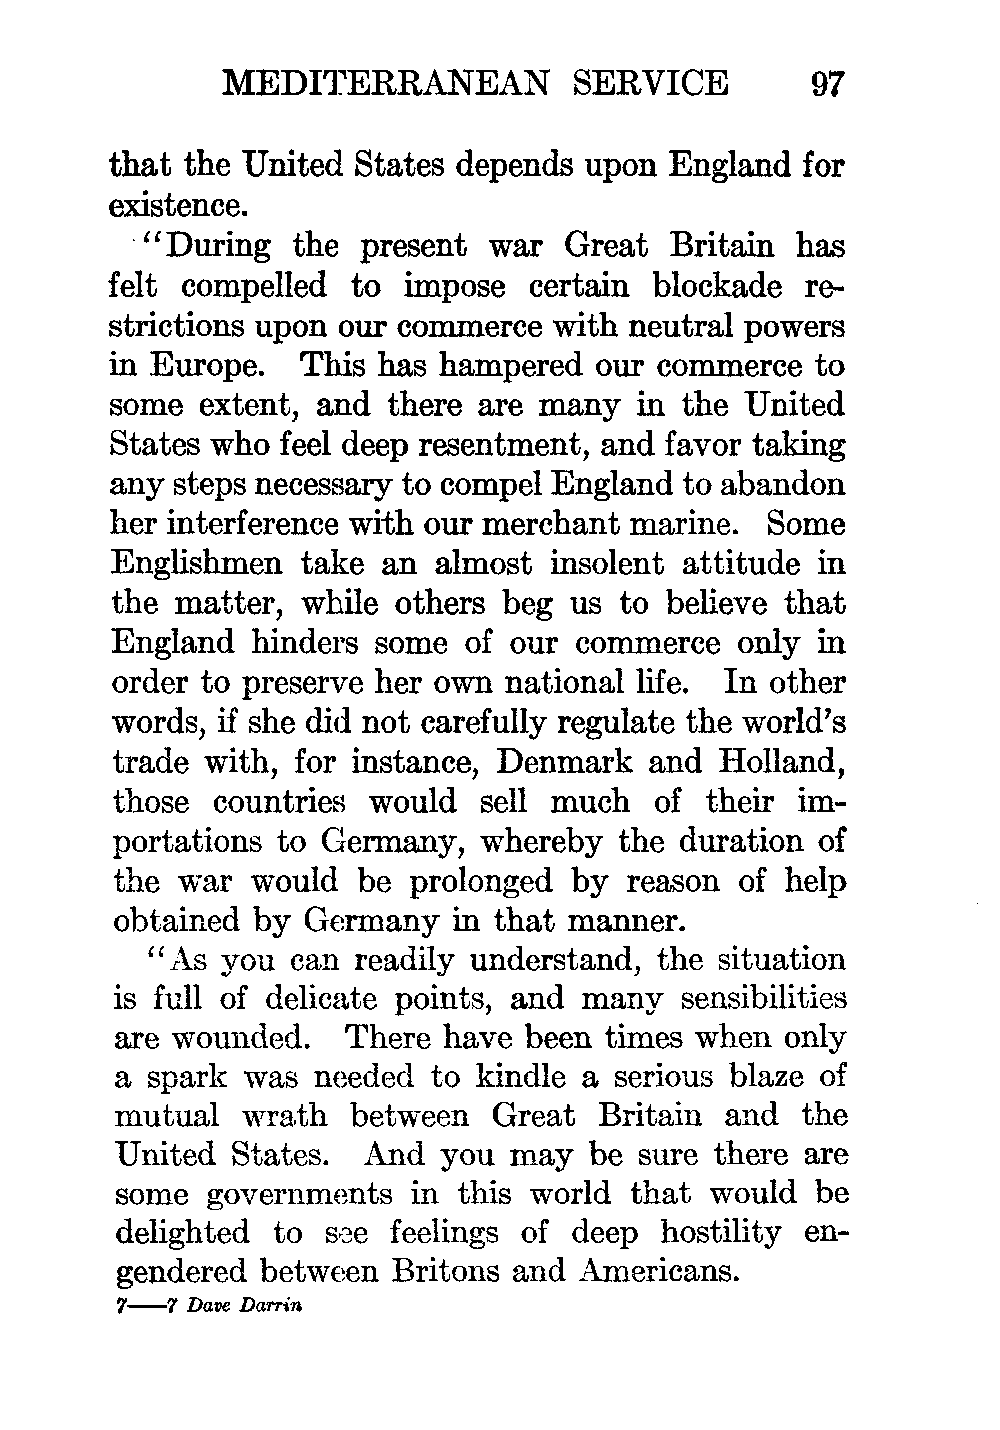 MEDITERRANEAN SERVICE 97
that the United States depends upon England for
existence.
"During the present war Great Britain has
felt compelled to impose certain blockade re-
strictions upon our commerce with neutral powers
in Europe. This has hampered our commerce to
some extent, and there are many in the United
States who feel deep resentment, and favor taking
any steps necessary to compel England to abandon
her interference with our merchant marine. Some
Englishmen take an almost insolent attitude in
the matter, while others beg us to believe that
England hinders some of our commerce only in
order to preserve her own national life. In other
words, if she did not carefully regulate the world's
trade with, for instance, Denmark and Holland,
those countries would sell much of their im-
portations to Germany, whereby the duration of
the war would be prolonged by reason of help
obtained by Germany in that manner.
"As you can readily understand, the situation
is full of delicate points, and many sensibilities
are wounded. There have been times when only
a spark was needed to kindle a serious blaze of
mutual wrath between Great Britain and the
United States. And you may be sure there are
some governments in this world that would be
delighted to see feelings of deep hostility en-
gendered between Britons and Americans.
7—7 Dave Darrin